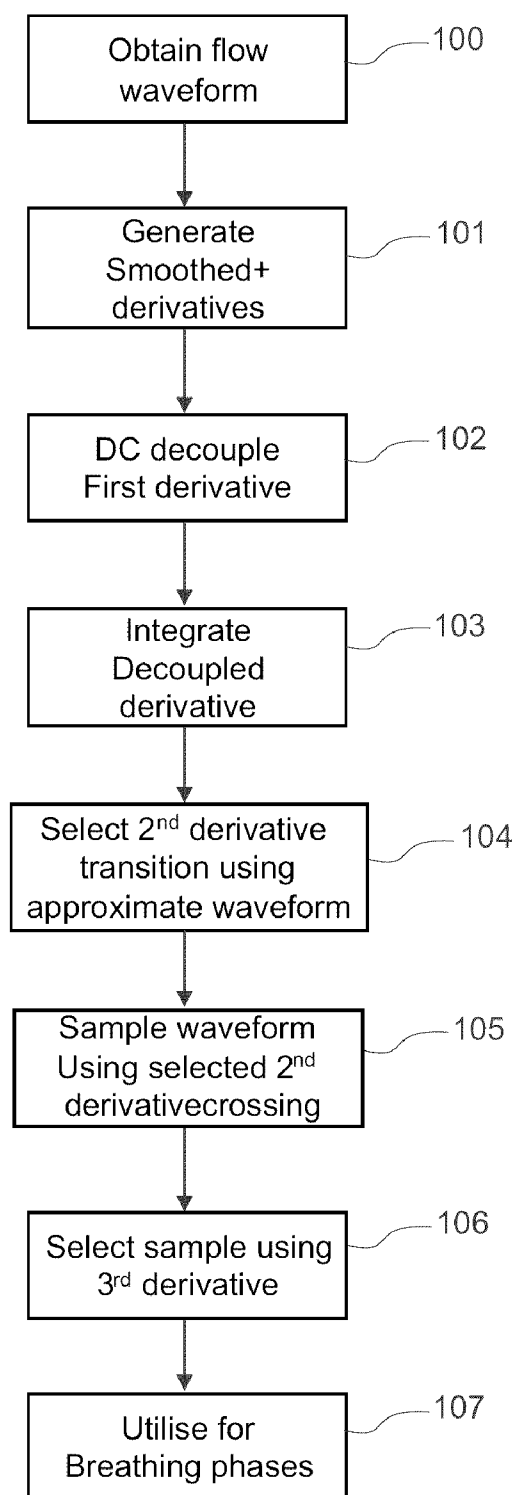 Obtain flow
waveform
100
Generate
Smoothed+
derivatives
101
DC decouple
First derivative
102
Integrate
Decoupled
derivative
103
Select 2nd derivative
transition using
approximate waveform
104
Sample waveform
Using selected 2nd
derivativecrossing
105
Select sample using
3rd derivative
106
Utilise for
Breathing phases
107